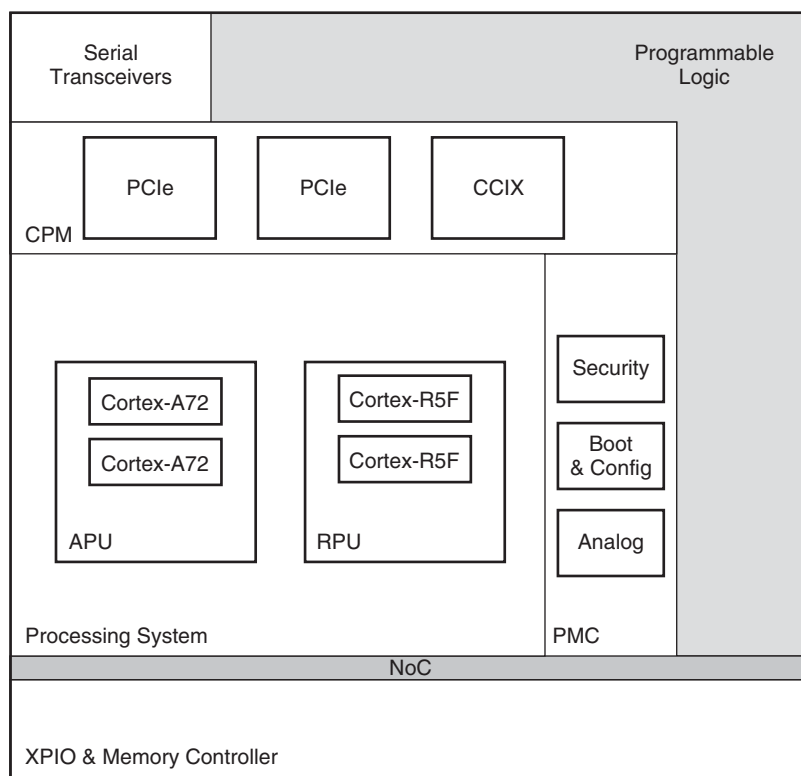 Serial
Transceivers
Programmable
Logic
PCIe
PCIe
CCIX
CPM
Cortex-A72
Cortex-A72
APU
Cortex-R5F
Cortex-R5F
RPU
Security
Boot
& Config
Analog
Processing System
PMC
NoC
XPIO & Memory Controller